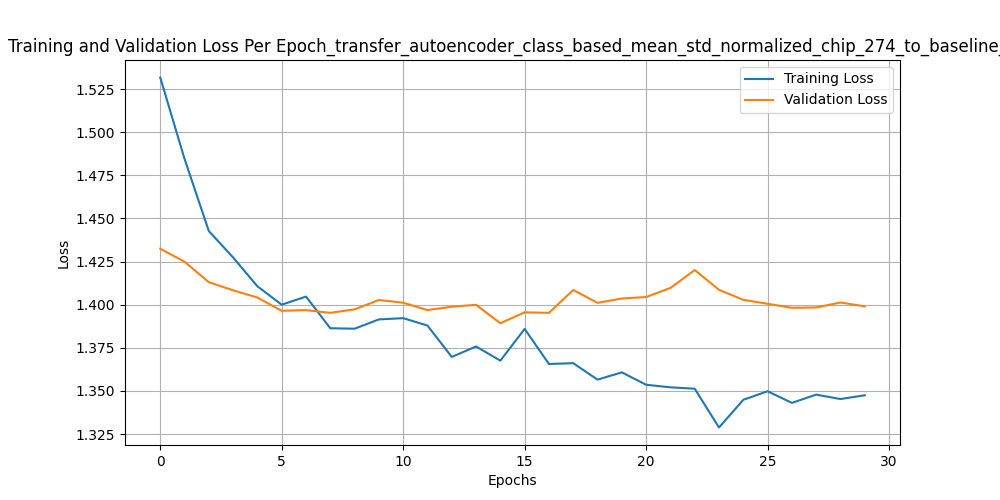 Training and Validation Loss Per Epoch_transfer_autoencoder_class_based_mean_std_normalized_chip_274_to_baseline_
Training Loss
Validation Loss
1.525
1.500
1.475
1.450
1.425
1.400
1.375
1.350
1.325
Loss
0 5 10 15 20 25 30
Epochs